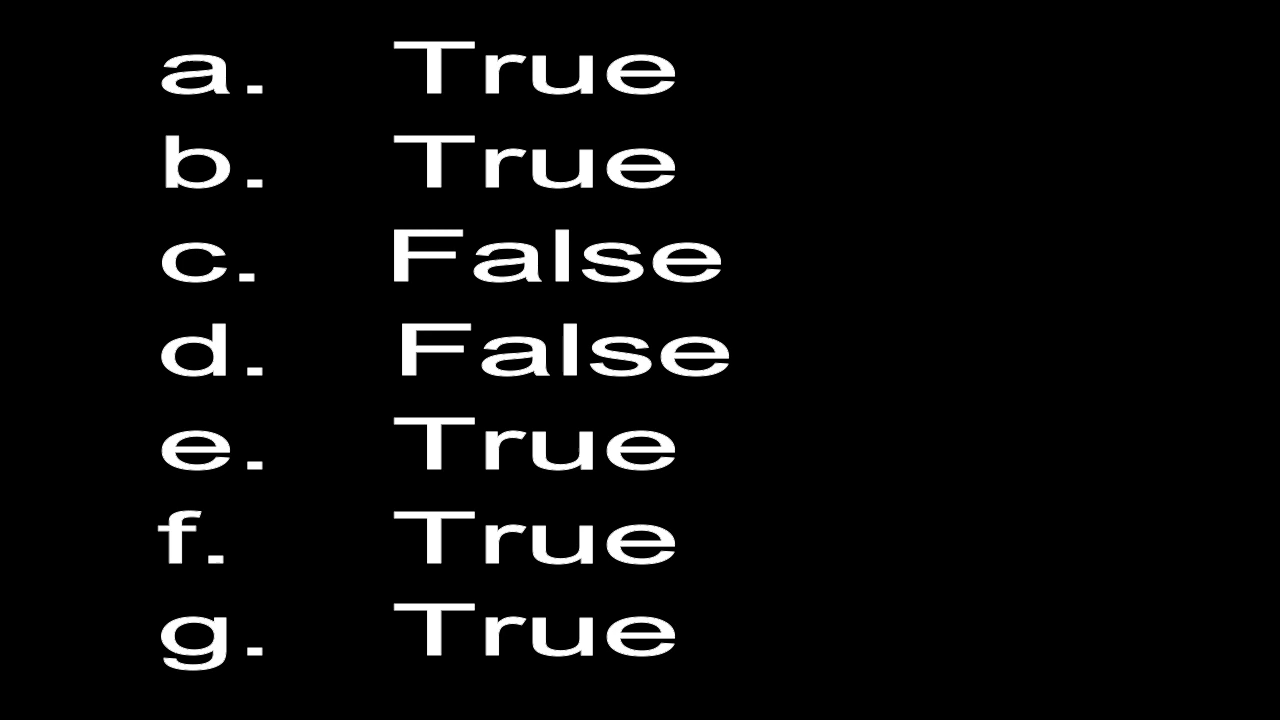 a. True
b. True
c. False
d. False
e. True
f. True
g. True